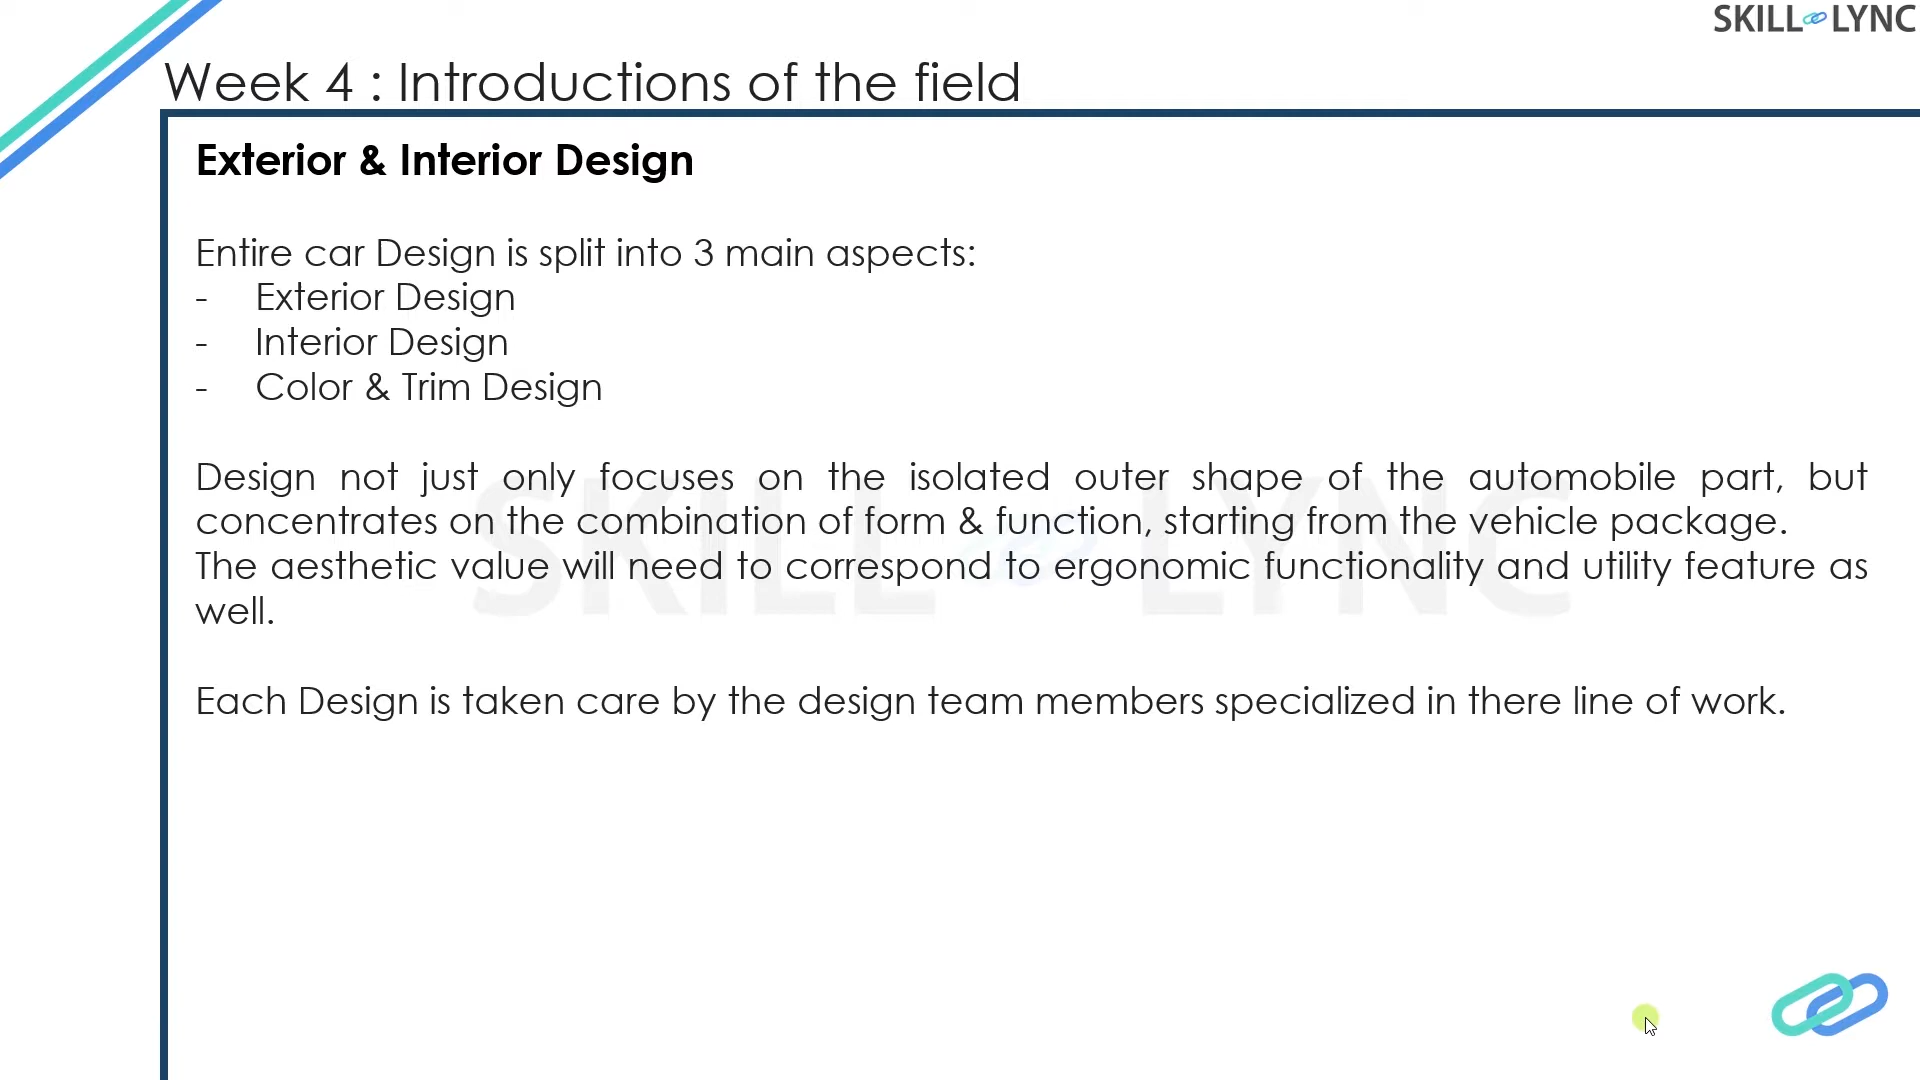 SKILL LYNC
Week 4 : Introductions of the field
Exterior & Interior Design
Entire car Design is split into 3 main aspects:
- Exterior Design
- Interior Design
- Color & Trim Design
Design not just only focuses on the isolated outer shape of the automobile part, but
concentrates on the combination of form & function, starting from the vehicle package.
The aesthetic value will need to correspond to ergonomic functionality and utility feature as
well.
SKILL LYNC
Each Design is taken care by the design team members specialized in there line of work.